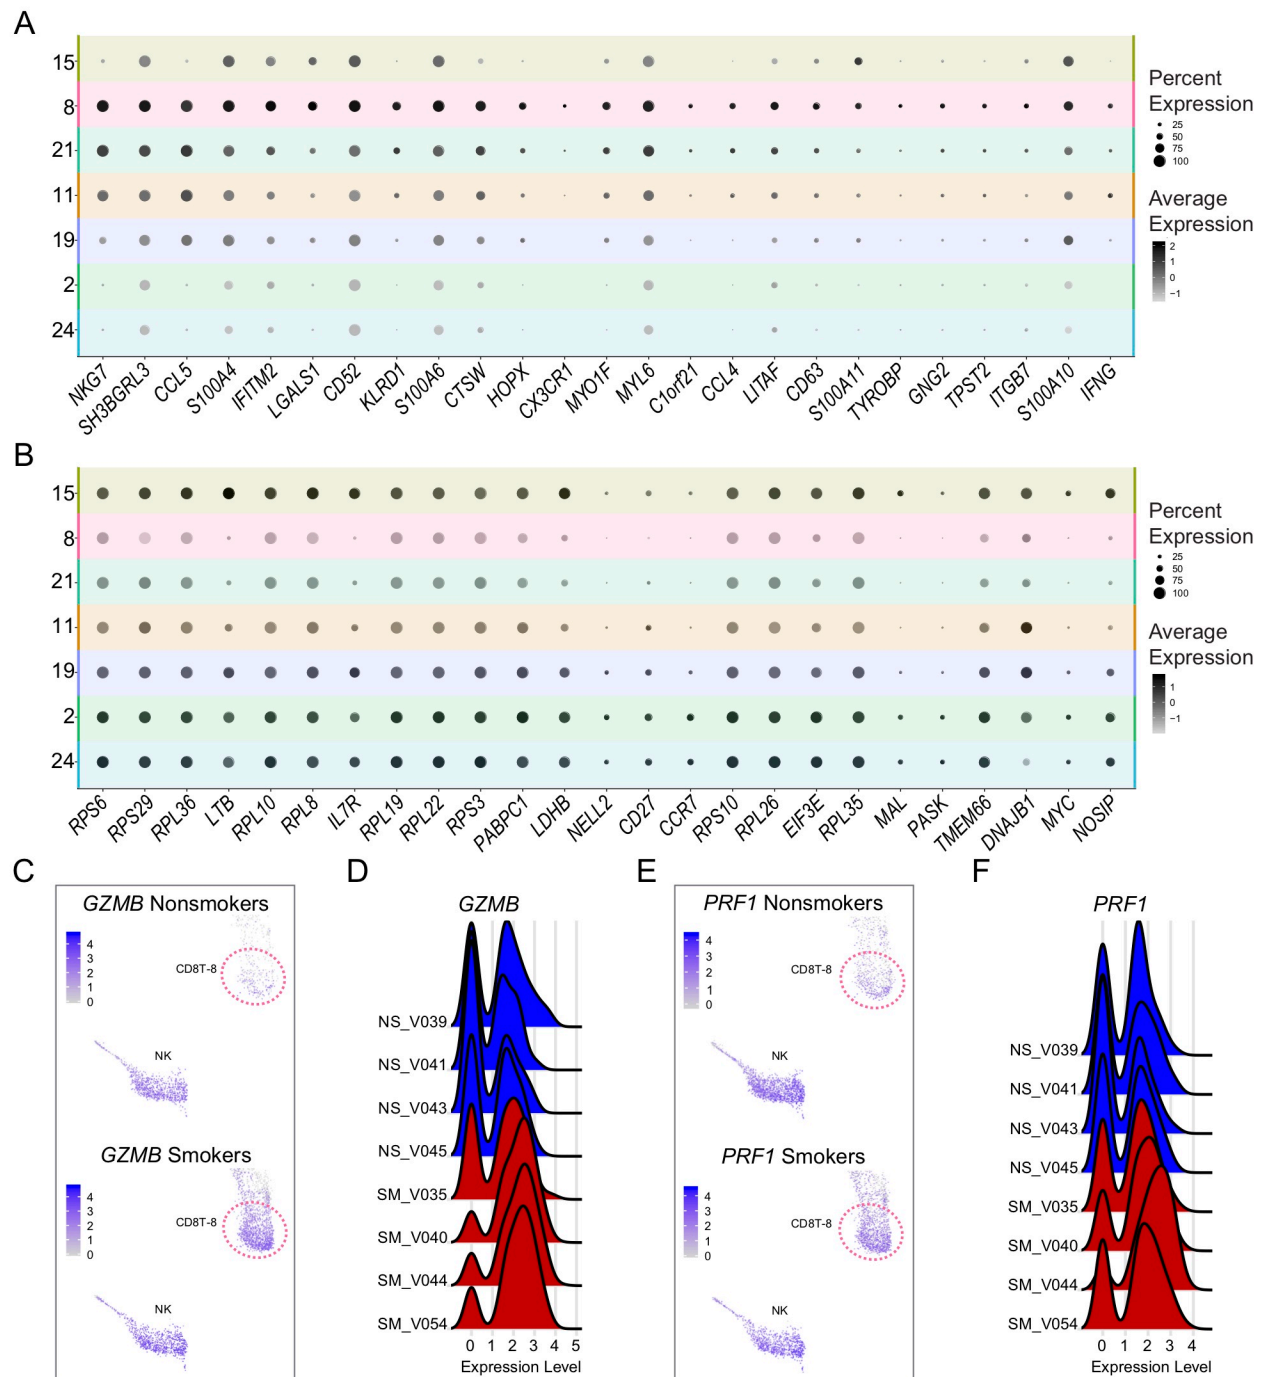 A
15
8
21
11
19
2
24
NKG7
SH3BGRL3
CCL5
S100A4
IFITM2
LGALS1
CD52
KLRD1
S100A6
CTSW
HOPX
CX3CR1
MYO1F
MYL6
C1orf21
CCL4
LITAF
CD63
S100A11
TYROBP
GNG2
TPST2
ITGB7
S100A10
IFNG
Percent
Expression
25
50
75
100
Average
Expression
2
1
0
−1
B
15
8
21
11
19
2
24
RPS6
RPS29
RPL36
LTB
RPL10
RPL8
IL7R
RPL19
RPL22
RPS3
PABPC1
LDHB
NELL2
CD27
CCR7
RPS10
RPL26
EIF3E
RPL35
MAL
PASK
TMEM66
DNAJB1
MYC
NOSIP
Percent
Expression
25
50
75
100
Average
Expression
1
0
−1
C
GZMB Nonsmokers
4
3
2
1
0
CD8T-8
NK
GZMB Smokers
4
3
2
1
0
CD8T-8
NK
D
GZMB
NS_V039
NS_V041
NS_V043
NS_V045
SM_V035
SM_V040
SM_V044
SM_V054
0 1 2 3 4 5
Expression Level
E
PRF1 Nonsmokers
4
3
2
1
0
CD8T-8
NK
PRF1 Smokers
4
3
2
1
0
CD8T-8
NK
F
PRF1
NS_V039
NS_V041
NS_V043
NS_V045
SM_V035
SM_V040
SM_V044
SM_V054
0 1 2 3 4
Expression Level